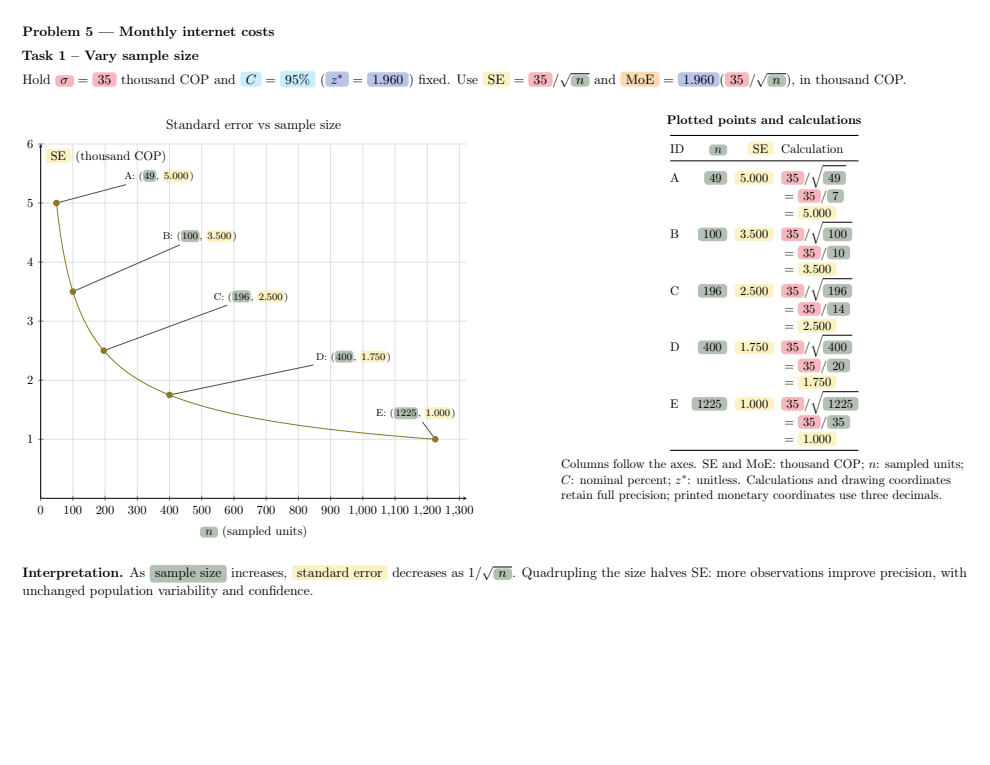 Problem 5 — Monthly internet costs
Task 1 – Vary sample size
Hold σ = 35 thousand COP and C = 95% (z* = 1.960) fixed. Use SE = 35/√n and MoE = 1.960(35/√n), in thousand COP.
Standard error vs sample size
SE (thousand COP)
6
5
4
3
2
1
A: (49, 5.000)
B: (100, 3.500)
C: (196, 2.500)
D: (400, 1.750)
E: (1225, 1.000)
0 100 200 300 400 500 600 700 800 900 1,000 1,100 1,200 1,300
n (sampled units)
Plotted points and calculations
ID n SE Calculation
A 49 5.000 35/√49
= 35/7
= 5.000
B 100 3.500 35/√100
= 35/10
= 3.500
C 196 2.500 35/√196
= 35/14
= 2.500
D 400 1.750 35/√400
= 35/20
= 1.750
E 1225 1.000 35/√1225
= 35/35
= 1.000
Columns follow the axes. SE and MoE: thousand COP; n: sampled units;
C: nominal percent; z*: unitless. Calculations and drawing coordinates
retain full precision; printed monetary coordinates use three decimals.
Interpretation. As sample size increases, standard error decreases as 1/√n. Quadrupling the size halves SE: more observations improve precision, with
unchanged population variability and confidence.